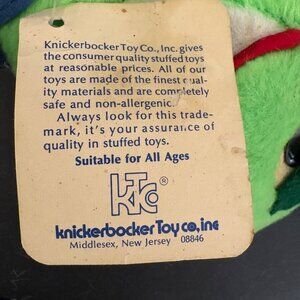 Knickerbocker Toy Co., Inc. gives
the consumer quality stuffed toys
at reasonable prices. All of our
toys are made of the finest quality
materials and are completely
safe and non-allergenic.
Always look for this trade-
mark, it's your assurance of
quality in stuffed toys.
Suitable for All Ages
KTC ®
knickerbocker Toy co, inc
Middlesex, New Jersey 08846